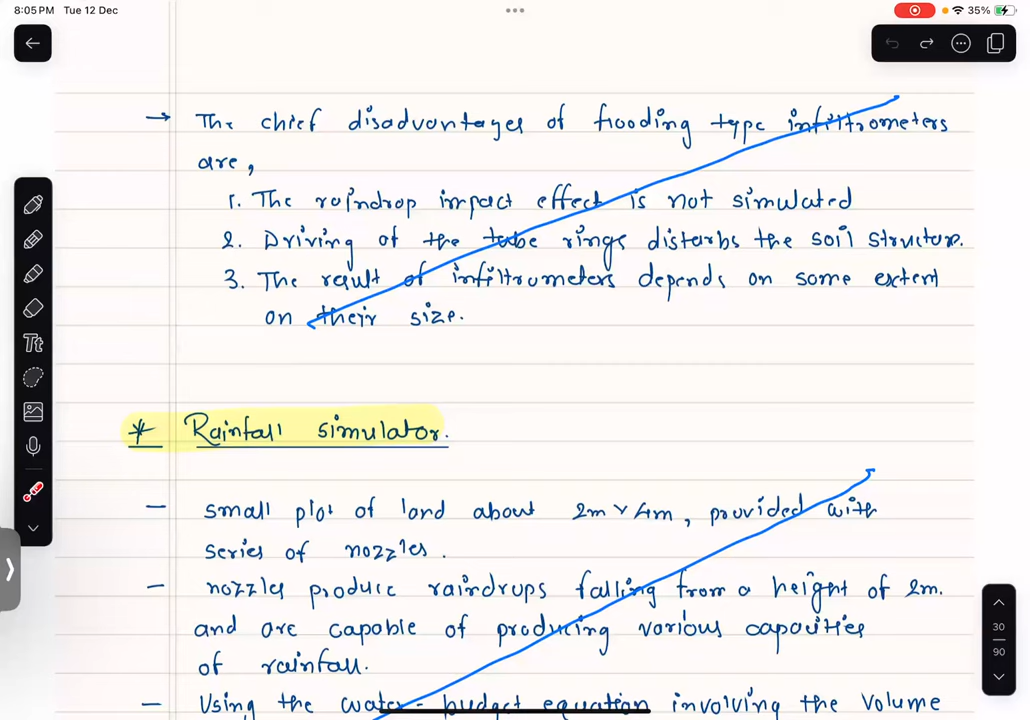 8:05 PM Tue 12 Dec
35%
→ The chief disadvantages of flooding type infiltrometers
are,
1. The raindrop impact effect is not simulated
2. Driving of the tube rings disturbs the soil structure.
3. The result of infiltrometers depends on some extent
on their size.
* Rainfall simulator.
Tt
- small plot of land about 2m x 4m, provided with
series of nozzles.
- nozzles produce raindrops falling from a height of 2m.
and are capable of producing various capacities
of rainfall.
30
90
- Using the water-budget equation involving the volume